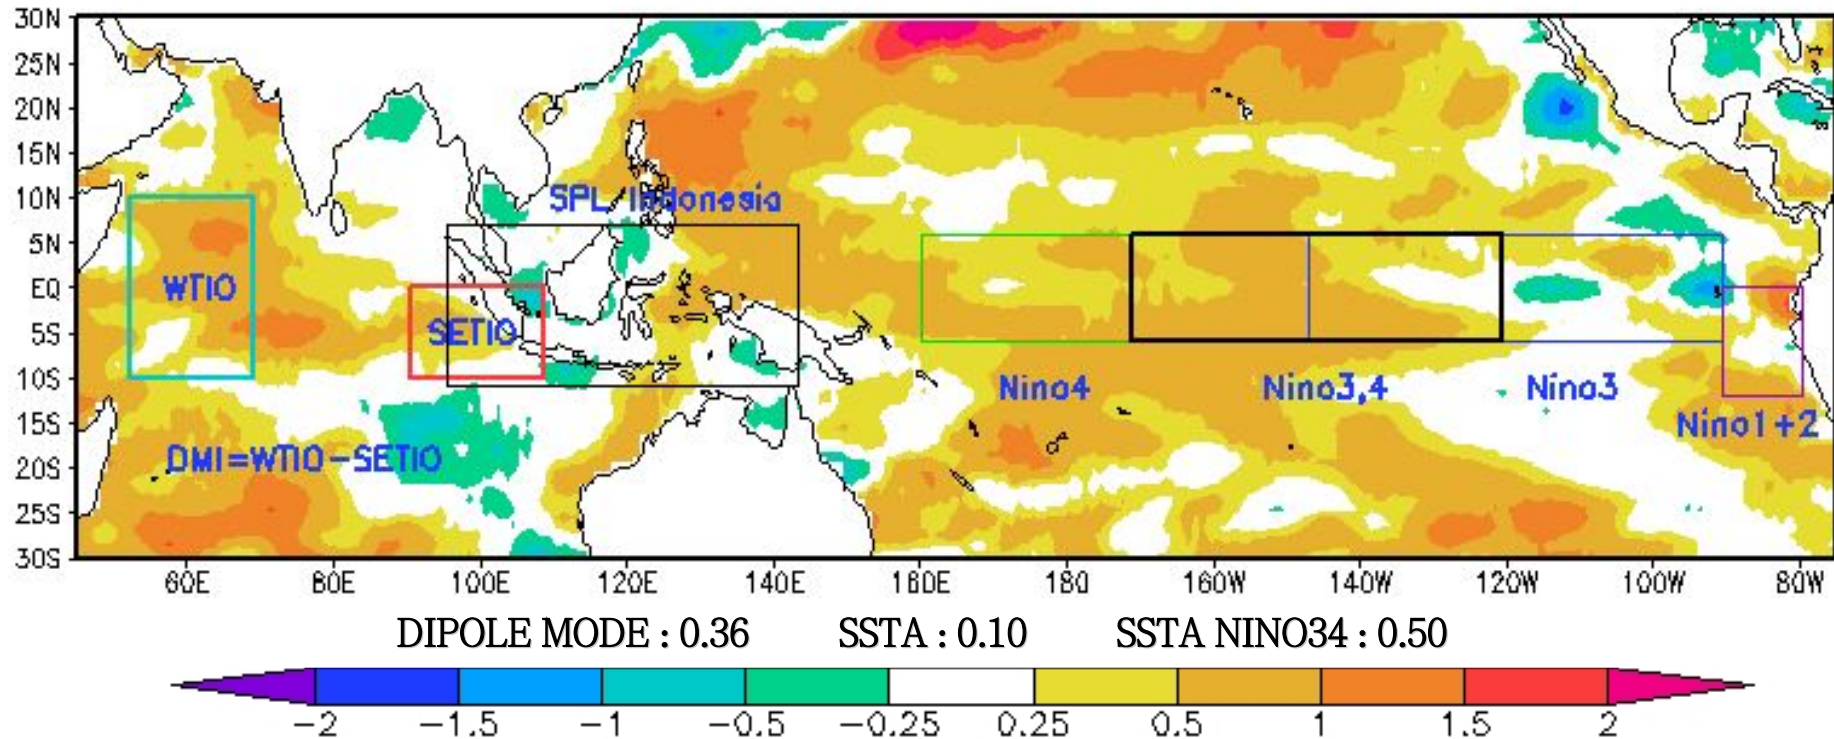 30N
25N
20N
15N
10N
5N
EQ
5S
10S
15S
20S
25S
30S
SPL Indonesia
WTIO
SETIO
Nino4
Nino3,4
Nino3
Nino1+2
DMI=WTIO-SETIO
60E 80E 100E 120E 140E 160E 180 160W 140W 120W 100W 80W
DIPOLE MODE : 0.36 SSTA : 0.10 SSTA NINO34 : 0.50
-2 -1.5 -1 -0.5 -0.25 0.25 0.5 1 1.5 2